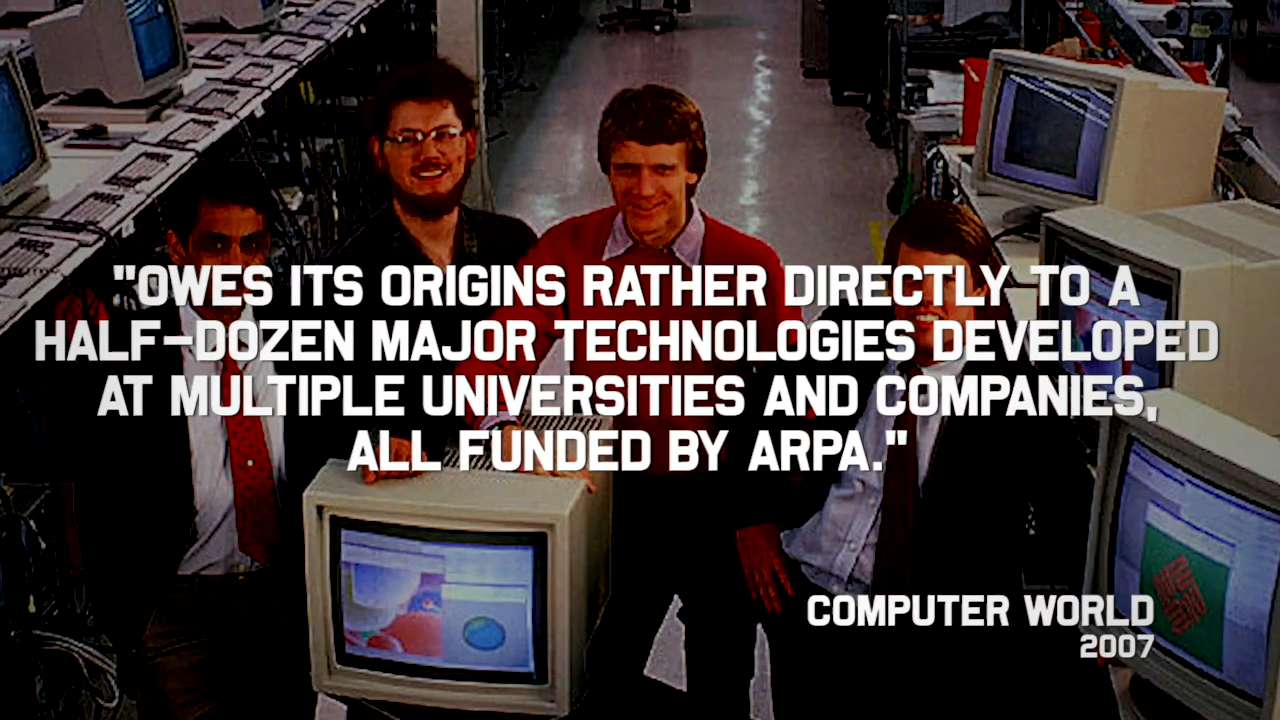 "OWES ITS ORIGINS RATHER DIRECTLY TO A
HALF-DOZEN MAJOR TECHNOLOGIES DEVELOPED
AT MULTIPLE UNIVERSITIES AND COMPANIES,
ALL FUNDED BY ARPA."
COMPUTER WORLD
2007